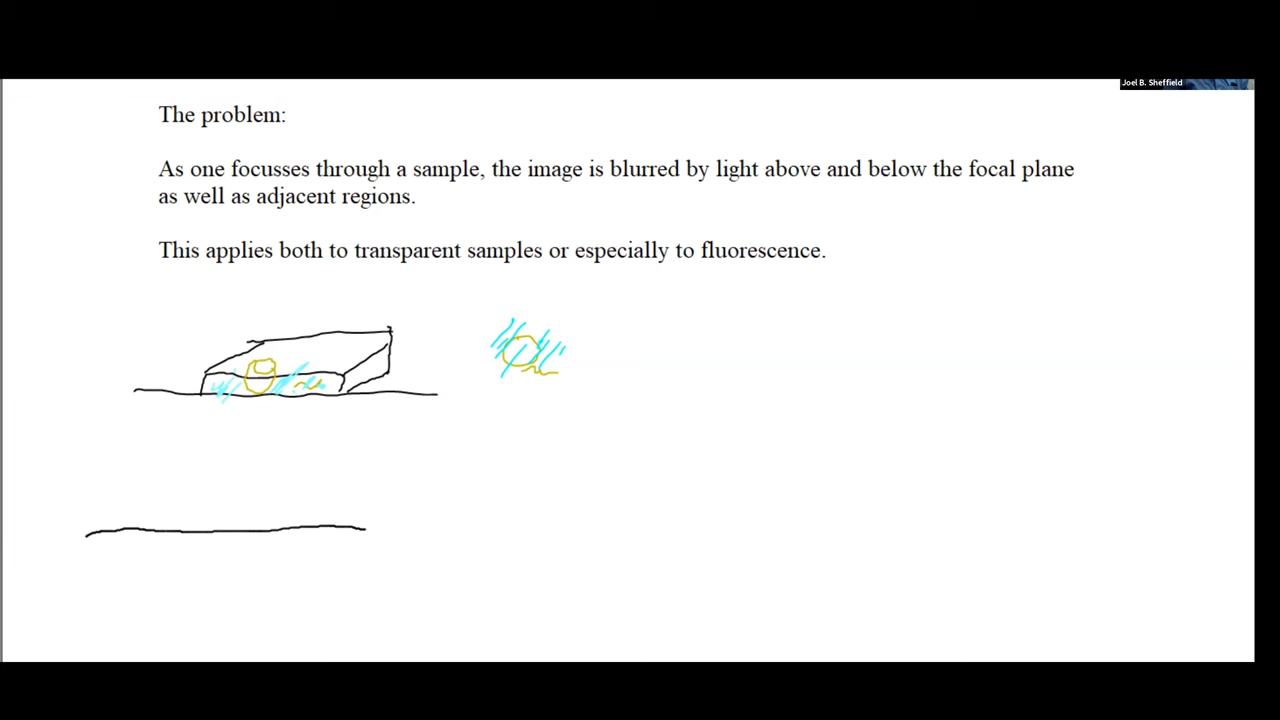 Joel B. Sheffield
The problem:
As one focusses through a sample, the image is blurred by light above and below the focal plane
as well as adjacent regions.
This applies both to transparent samples or especially to fluorescence.